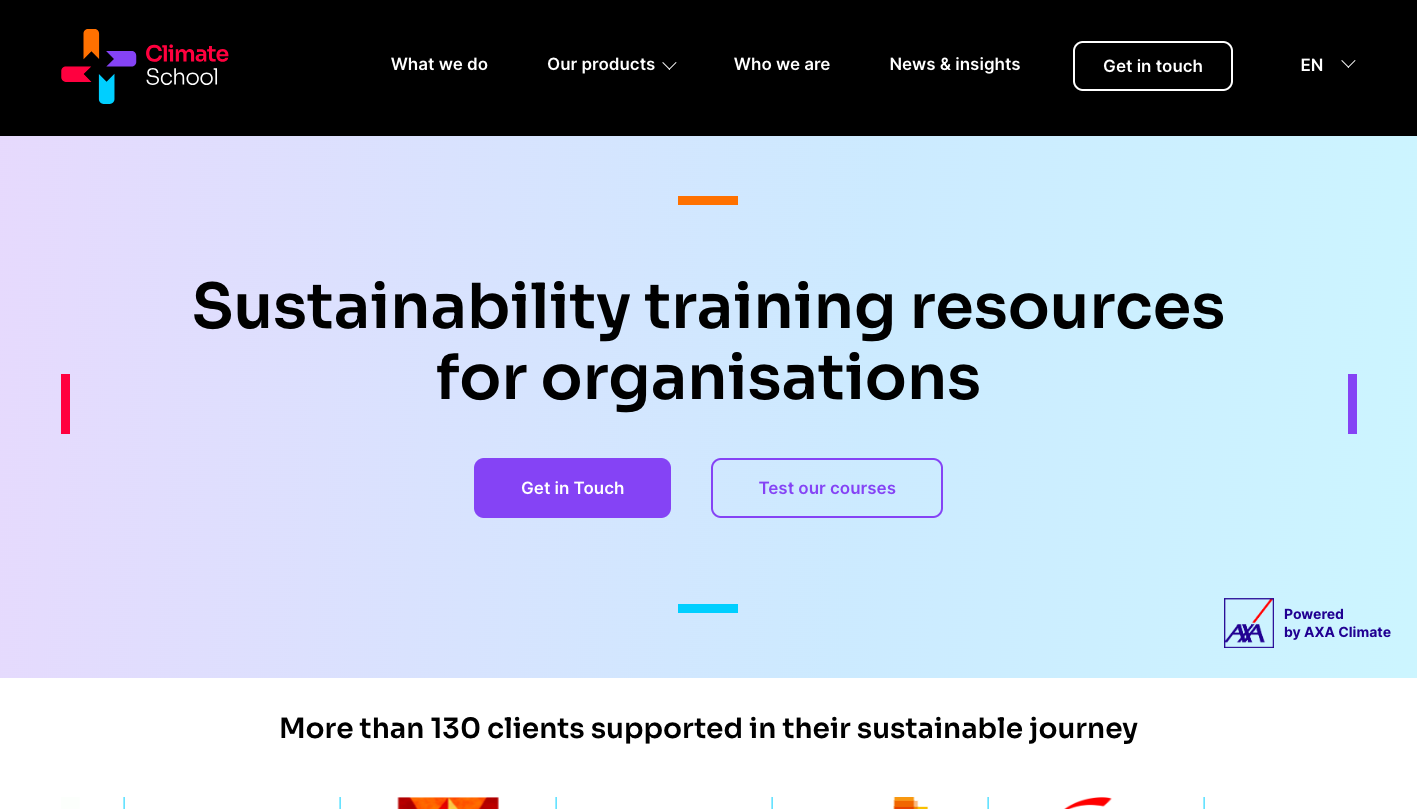 Climate
School
What we do
Our products
Who we are
News & insights
Get in touch
EN
Sustainability training resources
for organisations
Get in Touch
Test our courses
AXA
Powered
by AXA Climate
More than 130 clients supported in their sustainable journey